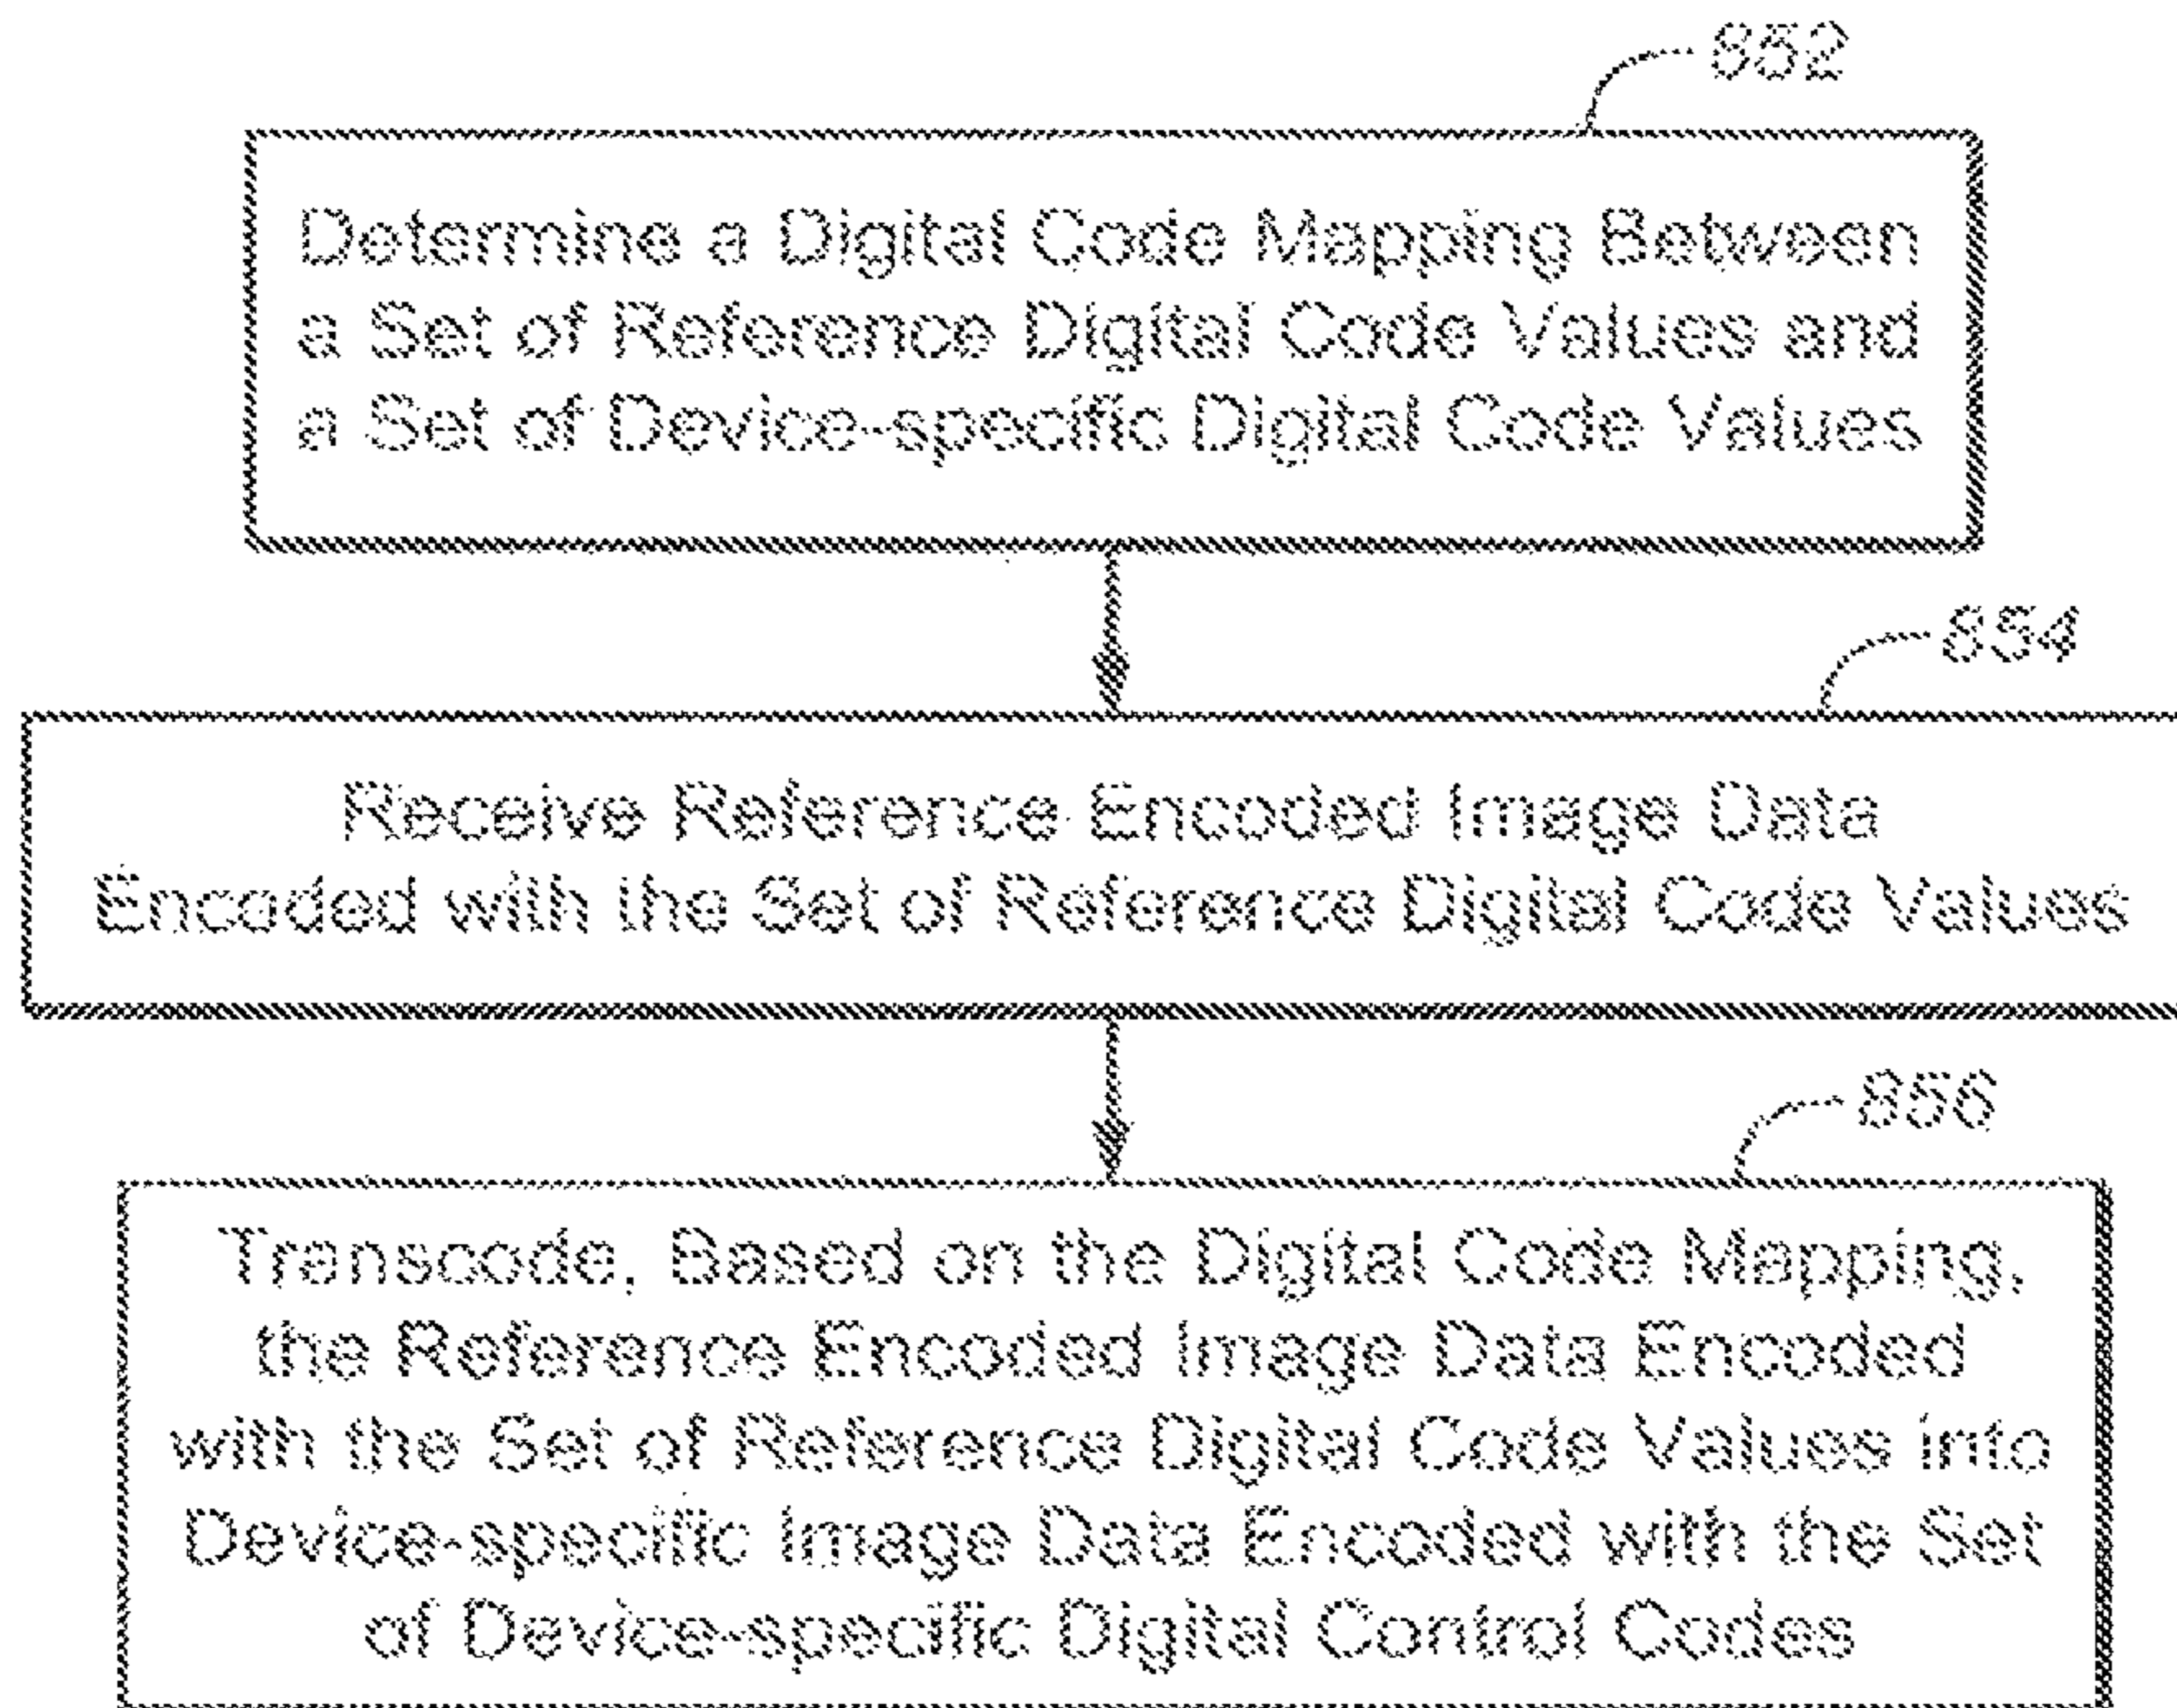 852
Determine a Digital Code Mapping Between
a Set of Reference Digital Code Values and
a Set of Device-specific Digital Code Values
854
Receive Reference Encoded Image Data
Encoded with the Set of Reference Digital Code Values
856
Transcode, Based on the Digital Code Mapping,
the Reference Encoded Image Data Encoded
with the Set of Reference Digital Code Values into
Device-specific Image Data Encoded with the Set
of Device-specific Digital Control Codes